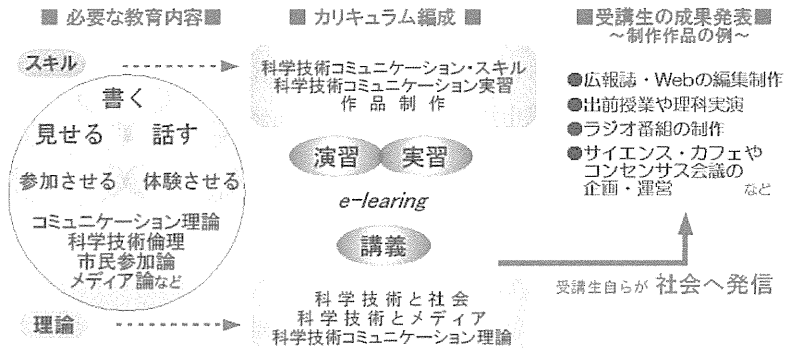 ■ 必要な教育内容■
スキル
書く
見せる 話す
参加させる 体験させる
コミュニケーション理論
科学技術倫理
市民参加論
メディア論など
理論
■ カリキュラム編成 ■
科学技術コミュニケーション・スキル
科学技術コミュニケーション実習
作品制作
演習 実習
e-learing
講義
科学技術と社会
科学技術とメディア
科学技術コミュニケーション理論
■受講生の成果発表■
～制作作品の例～
●広報誌・Webの編集制作
●出前授業や理科実演
●ラジオ番組の制作
●サイエンス・カフェや
コンセンサス会議の
企画・運営 など
受講生自らが 社会へ発信